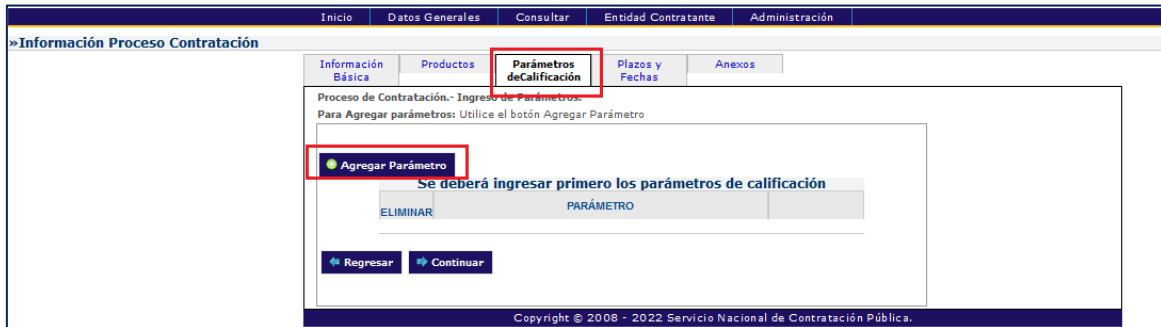 Inicio Datos Generales Consultar Entidad Contratante Administración
»Información Proceso Contratación
Información Básica Productos Parámetros deCalificación Plazos y Fechas Anexos
Proceso de Contratación.- Ingreso de Parámetros.
Para Agregar parámetros: Utilice el botón Agregar Parámetro
Agregar Parámetro
Se deberá ingresar primero los parámetros de calificación
ELIMINAR PARÁMETRO
Regresar Continuar
Copyright © 2008 - 2022 Servicio Nacional de Contratación Pública.